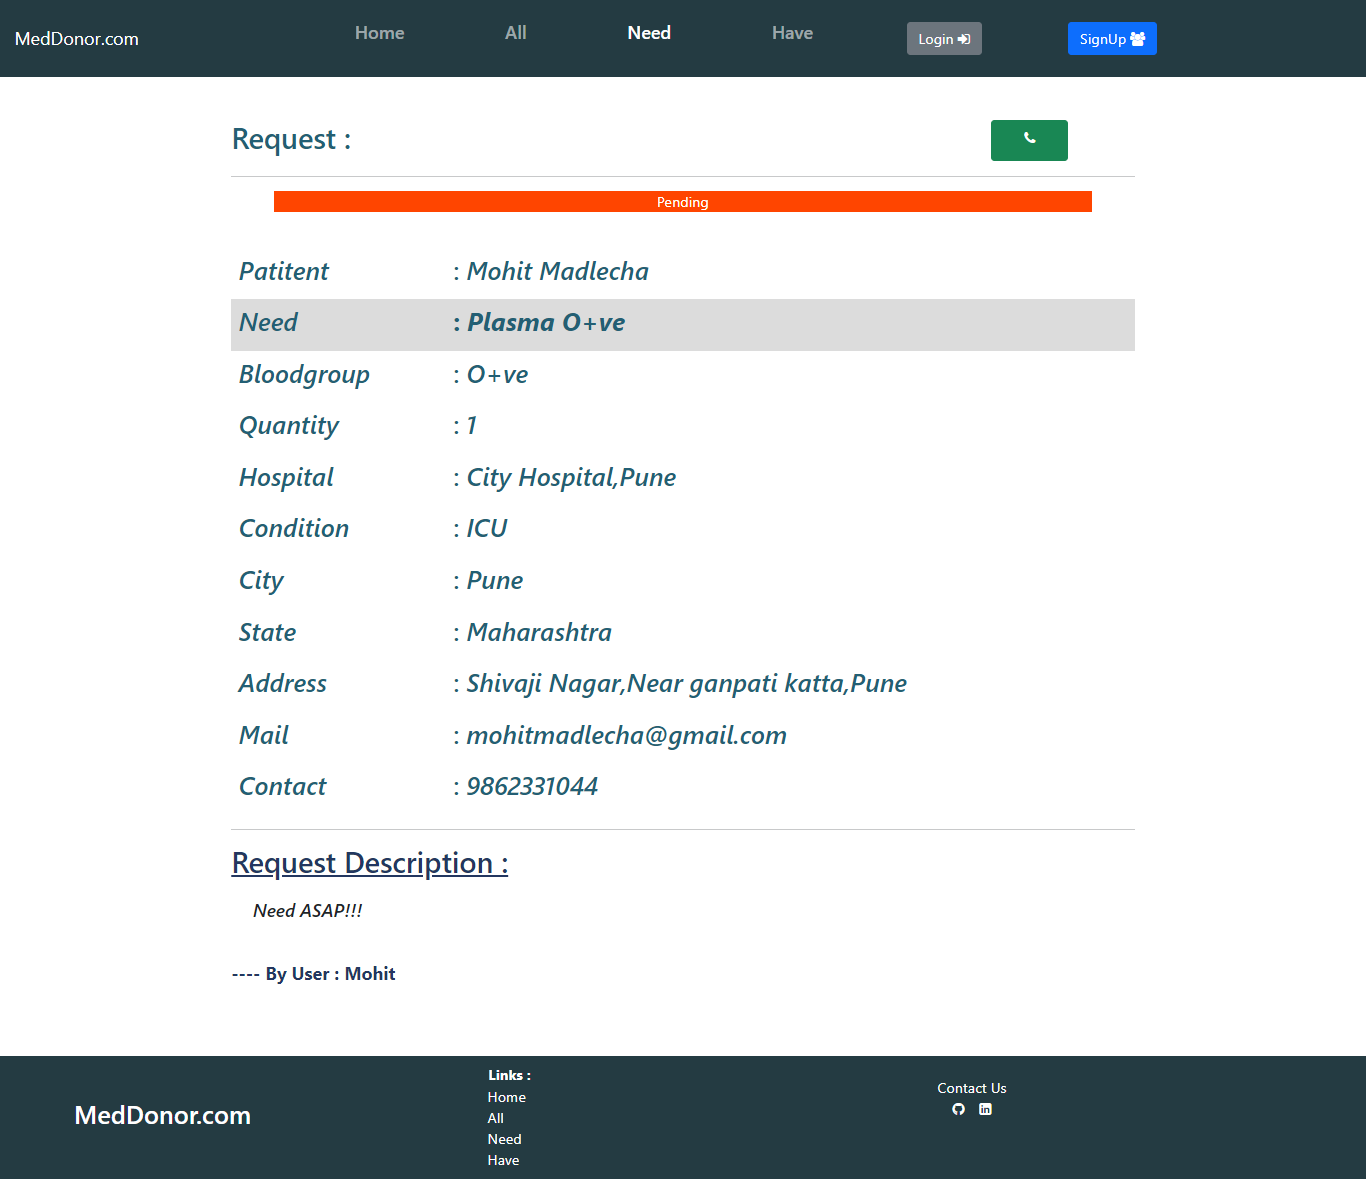 MedDonor.com Home All Need Have Login SignUp
Request :
Pending
Patitent : Mohit Madlecha
Need : Plasma O+ve
Bloodgroup : O+ve
Quantity : 1
Hospital : City Hospital,Pune
Condition : ICU
City : Pune
State : Maharashtra
Address : Shivaji Nagar,Near ganpati katta,Pune
Mail : mohitmadlecha@gmail.com
Contact : 9862331044
Request Description :
Need ASAP!!!
---- By User : Mohit
MedDonor.com
Links :
Home
All
Need
Have
Contact Us